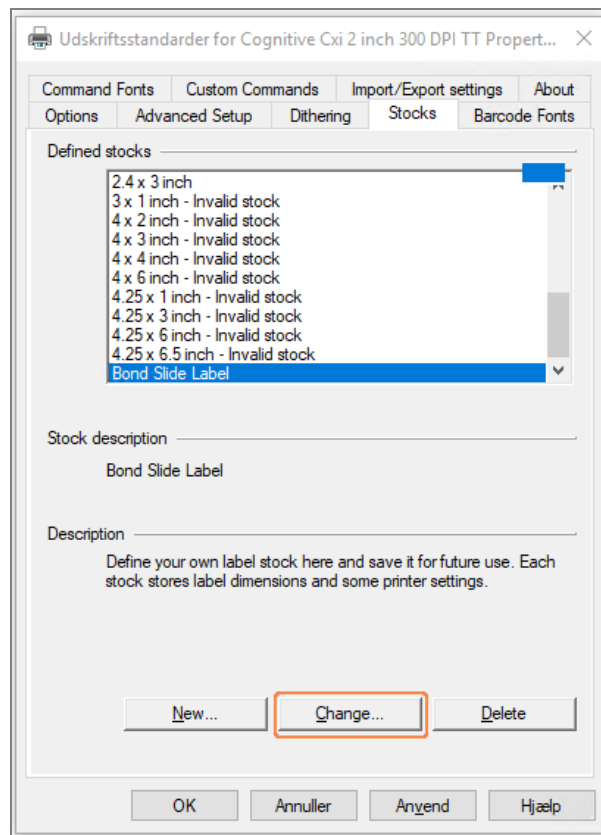 Udskriftsstandarder for Cognitive Cxi 2 inch 300 DPI TT Propert...
Command Fonts Custom Commands Import/Export settings About
Options Advanced Setup Dithering Stocks Barcode Fonts
Defined stocks
2.4 x 3 inch
3 x 1 inch - Invalid stock
4 x 2 inch - Invalid stock
4 x 3 inch - Invalid stock
4 x 4 inch - Invalid stock
4 x 6 inch - Invalid stock
4.25 x 1 inch - Invalid stock
4.25 x 3 inch - Invalid stock
4.25 x 6 inch - Invalid stock
4.25 x 6.5 inch - Invalid stock
Bond Slide Label
Stock description
Bond Slide Label
Description
Define your own label stock here and save it for future use. Each
stock stores label dimensions and some printer settings.
New... Change... Delete
OK Annuller Anvend Hjælp